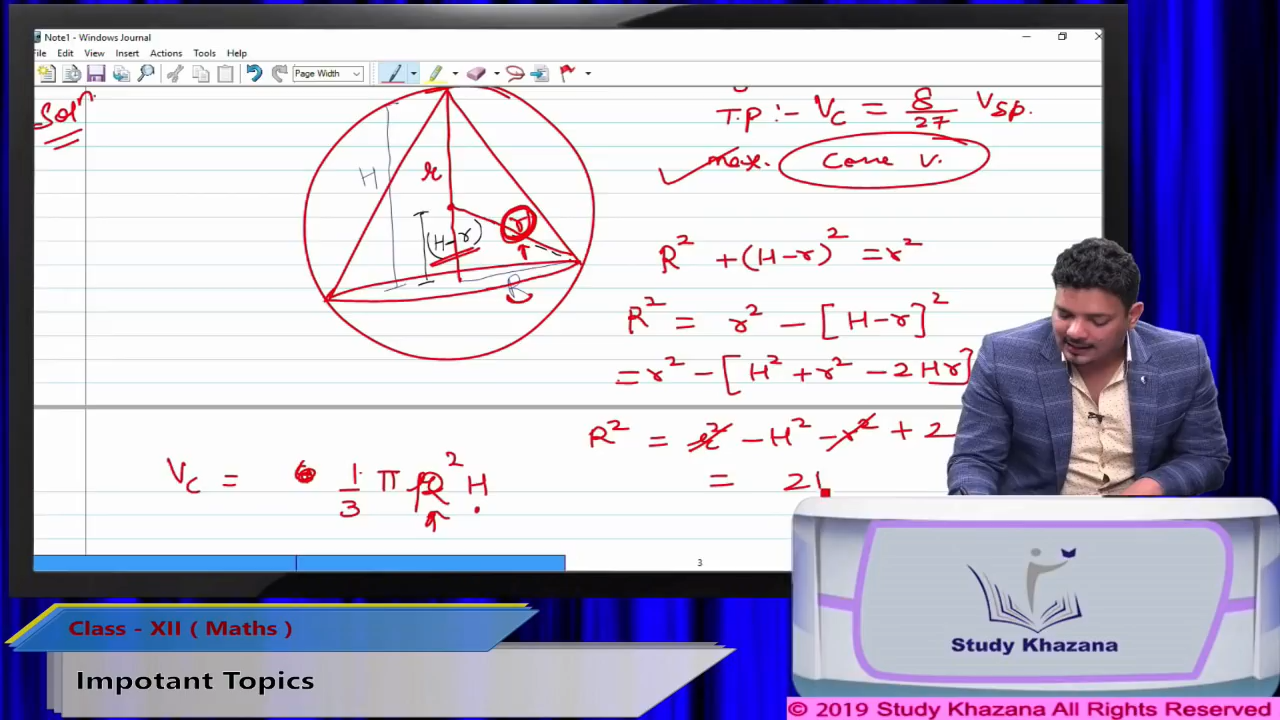 Note1 - Windows Journal
File Edit View Insert Actions Tools Help
Page Width
Solⁿ.
T.P :- V_C = 8/27 V_sp.
max. Cone V.
H
r
r
(H-r)
R
R² + (H-r)² = r²
R² = r² - [H-r]²
= r² - [H² + r² - 2Hr]
R² = r² - H² - r² + 2
V_C = 1/3 π R² H
= 2
3
Study Khazana
Class - XII ( Maths )
Impotant Topics
© 2019 Study Khazana All Rights Reserved